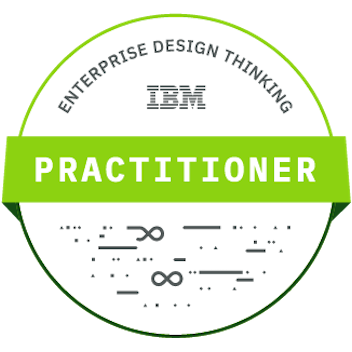 ENTERPRISE DESIGN THINKING
IBM
PRACTITIONER